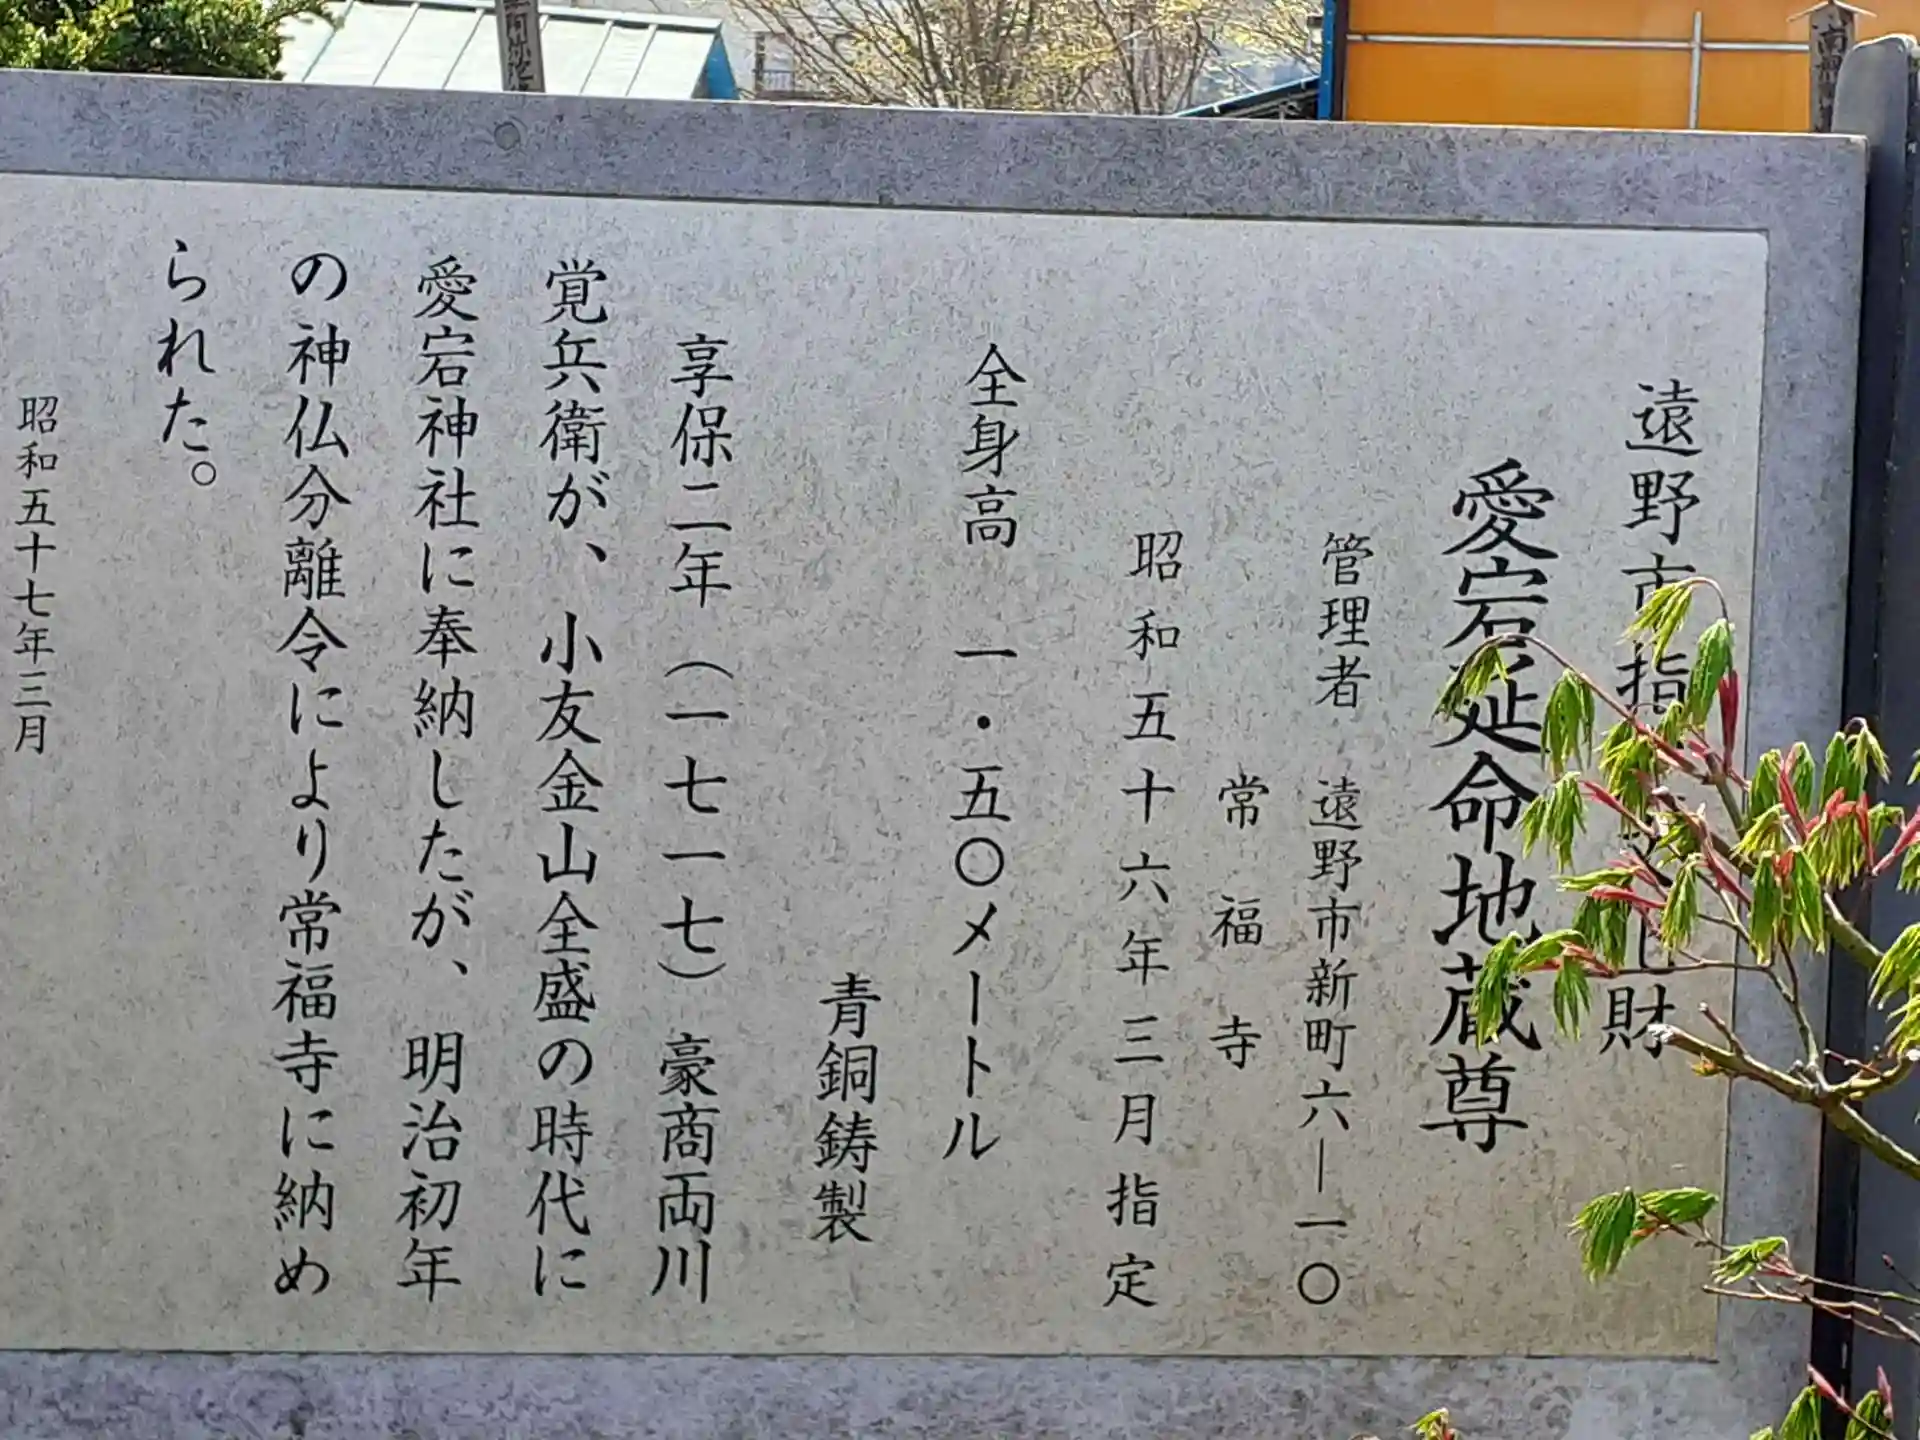 遠野市指文財
愛宕延命地蔵尊
管理者 遠野市新町六―一〇
常福寺
昭和五十六年三月指定
全身高 一・五〇メートル
青銅鋳製
享保二年（一七一七）豪商両川
覚兵衛が、小友金山全盛の時代に
愛宕神社に奉納したが、明治初年
の神仏分離令により常福寺に納め
られた。
昭和五十七年三月